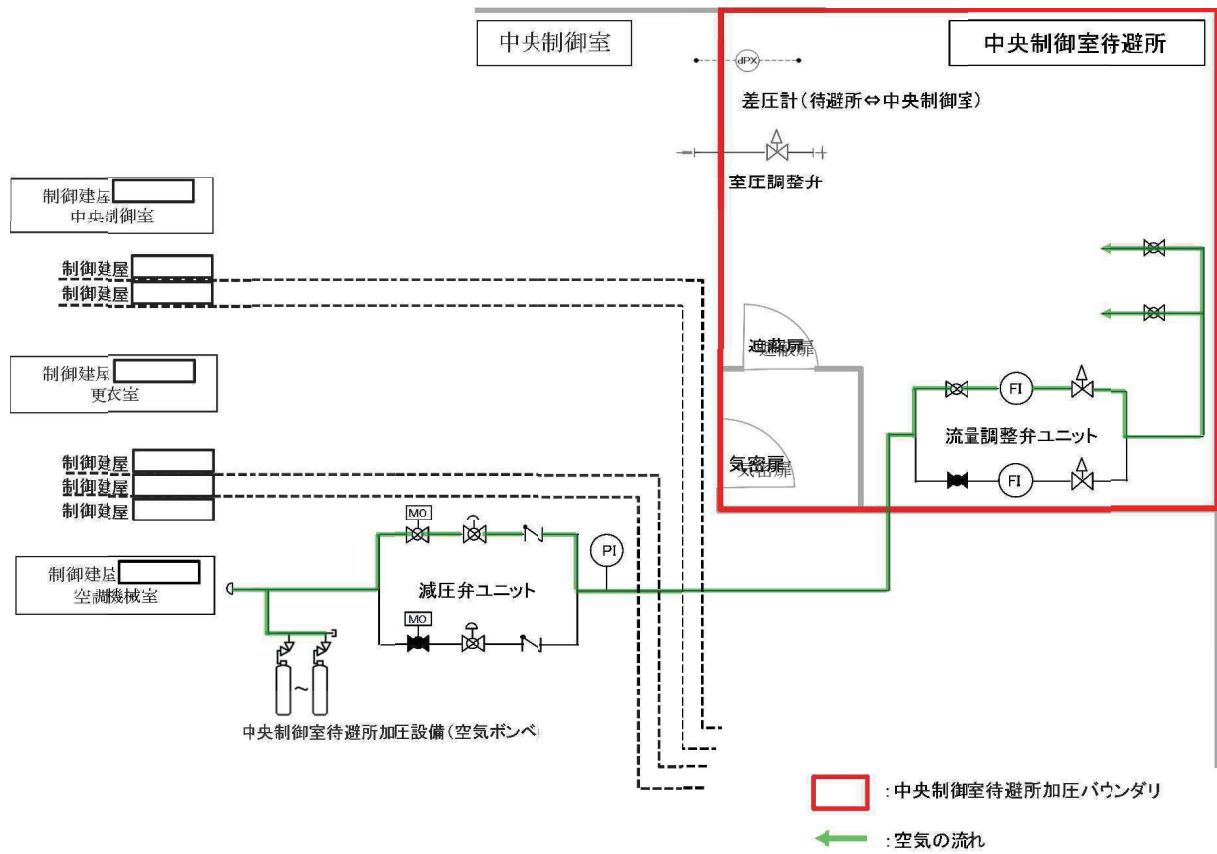 中央制御室
中央制御室待避所
dPX
差圧計(待避所⇔中央制御室)
室圧調整弁
制御建屋
中央制御室
制御建屋
制御建屋
遮蔽扉
制御建屋
更衣室
FI
流量調整弁ユニット
制御建屋
制御建屋
制御建屋
気密扉
FI
MO
PI
制御建屋
空調機械室
減圧弁ユニット
MO
~
中央制御室待避所加圧設備(空気ボンベ)
:中央制御室待避所加圧バウンダリ
:空気の流れ